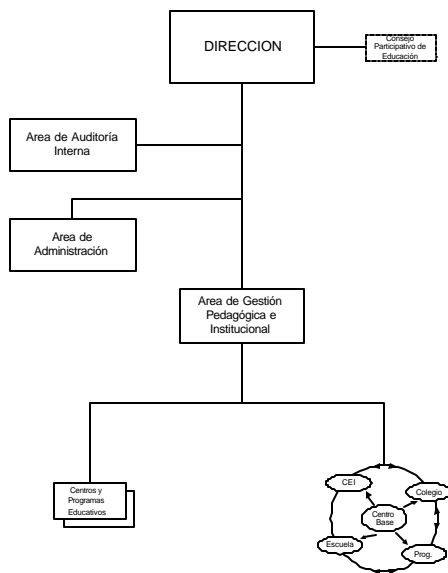 DIRECCION
Consejo
Participativo de
Educación
Area de Auditoría
Interna
Area de
Administración
Area de Gestión
Pedagógica e
Institucional
Centros y
Programas
Educativos
CEI
Colegio
Centro
Base
Escuela
Prog.